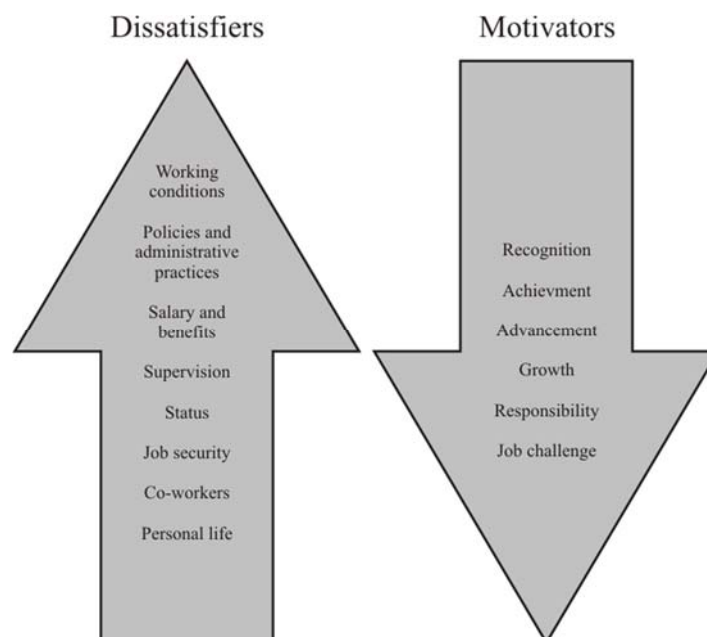 Dissatisfiers
Working
conditions
Policies and
administrative
practices
Salary and
benefits
Supervision
Status
Job security
Co-workers
Personal life
Motivators
Recognition
Achievment
Advancement
Growth
Responsibility
Job challenge